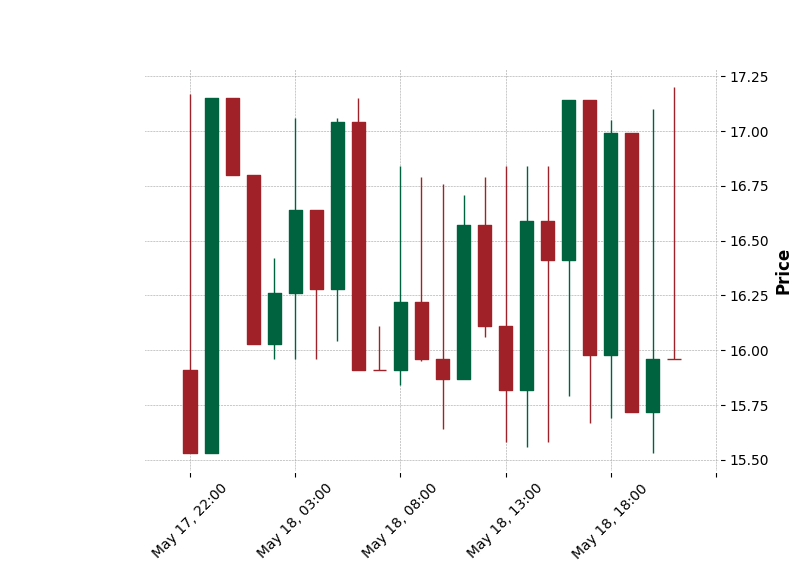 17.25
17.00
16.75
16.50
16.25
16.00
15.75
15.50
Price
May 17, 22:00
May 18, 03:00
May 18, 08:00
May 18, 13:00
May 18, 18:00